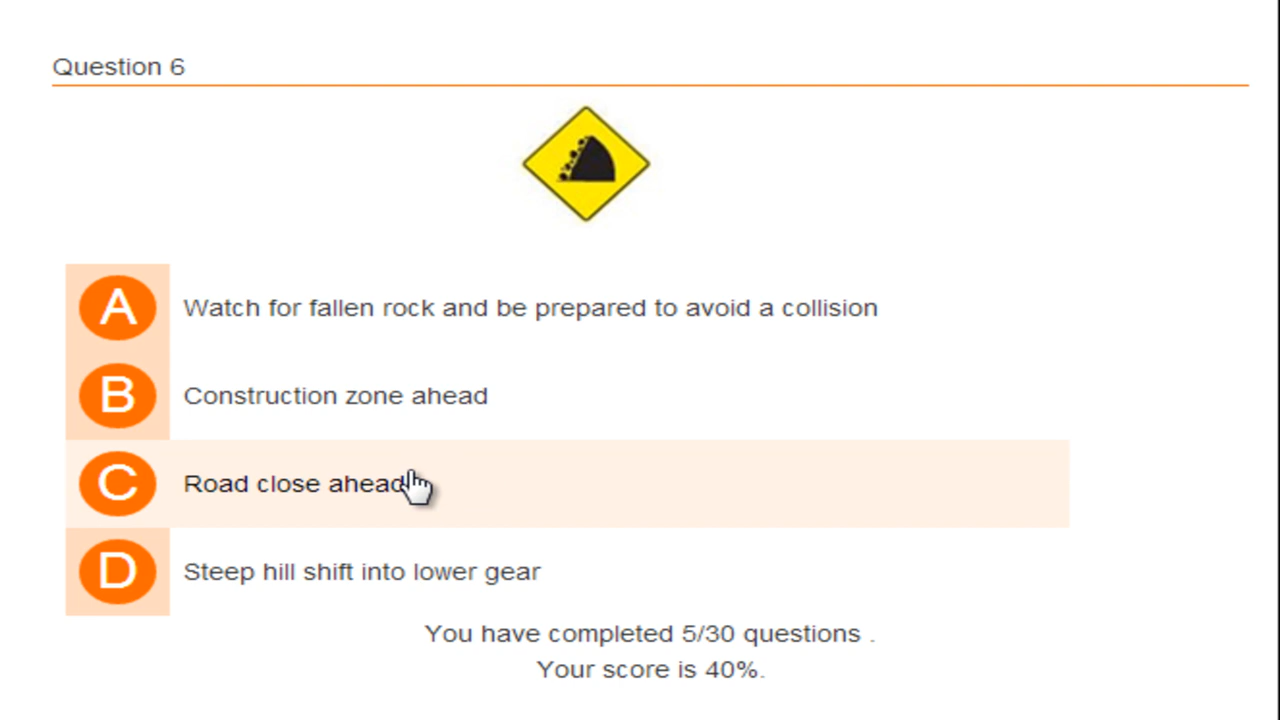 Question 6
A Watch for fallen rock and be prepared to avoid a collision
B Construction zone ahead
C Road close ahead
D Steep hill shift into lower gear
You have completed 5/30 questions .
Your score is 40%.